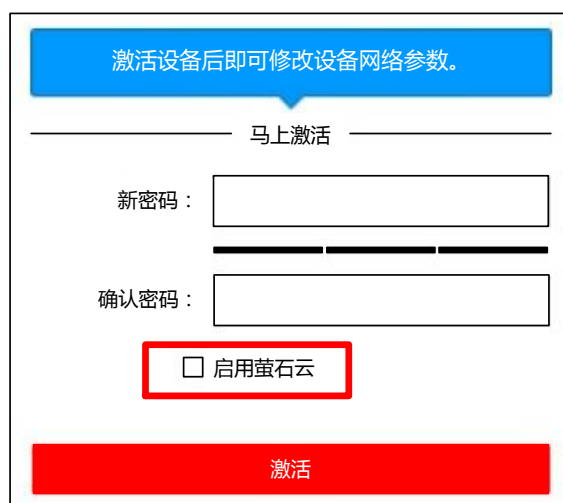 激活设备后即可修改设备网络参数。
马上激活
新密码：
确认密码：
启用萤石云
激活